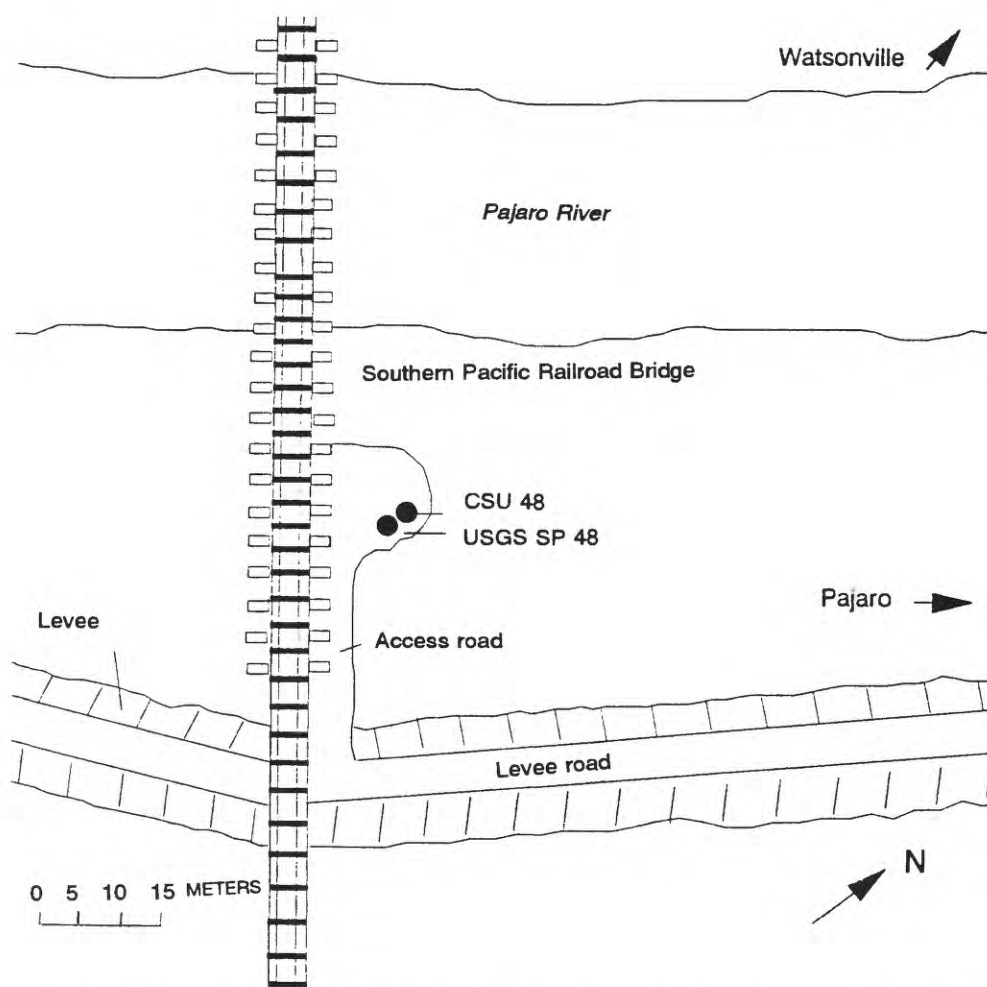 Watsonville
Pajaro River
Southern Pacific Railroad Bridge
CSU 48
USGS SP 48
Pajaro
Levee
Access road
Levee road
N
0 5 10 15 METERS